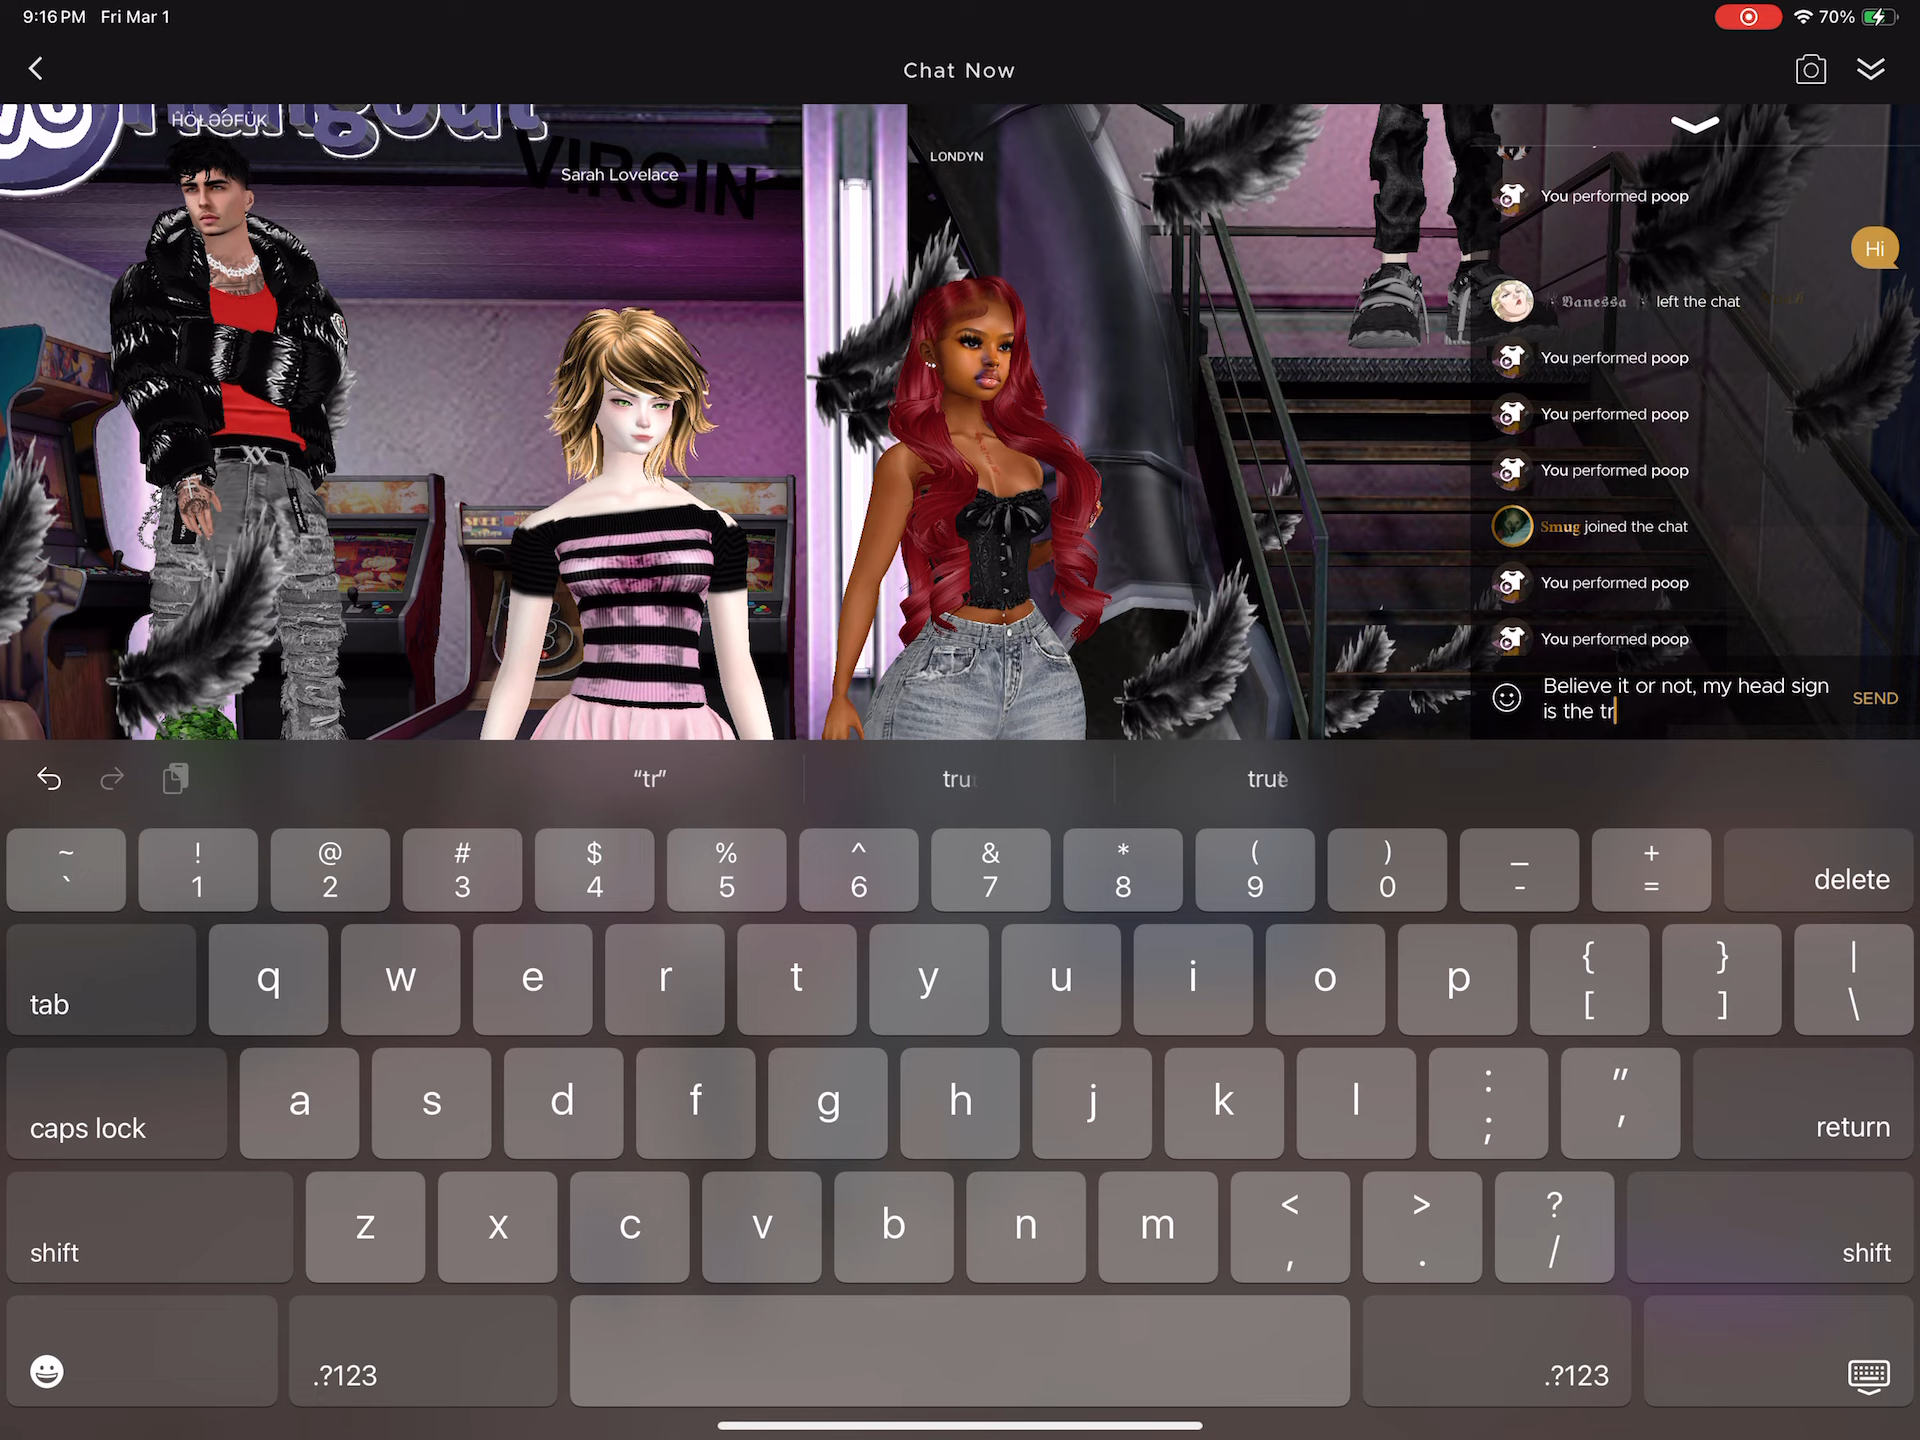 9:16 PM Fri Mar 1
70%
Chat Now
Hangout
VIRGIN
Sarah Lovelace
LONDYN
You performed poop
Hi
𝖁𝖆𝖓𝖊𝖘𝖘𝖆 left the chat
You performed poop
You performed poop
You performed poop
Smug joined the chat
You performed poop
You performed poop
Believe it or not, my head sign
is the tr
SEND
“tr” tru true
~ ! @ # $ % ^ & * ( ) _ +
` 1 2 3 4 5 6 7 8 9 0 - = delete
tab q w e r t y u i o p { [ } ] | \
caps lock a s d f g h j k l : ; " ' return
shift z x c v b n m < , > . ? / shift
.?123 .?123